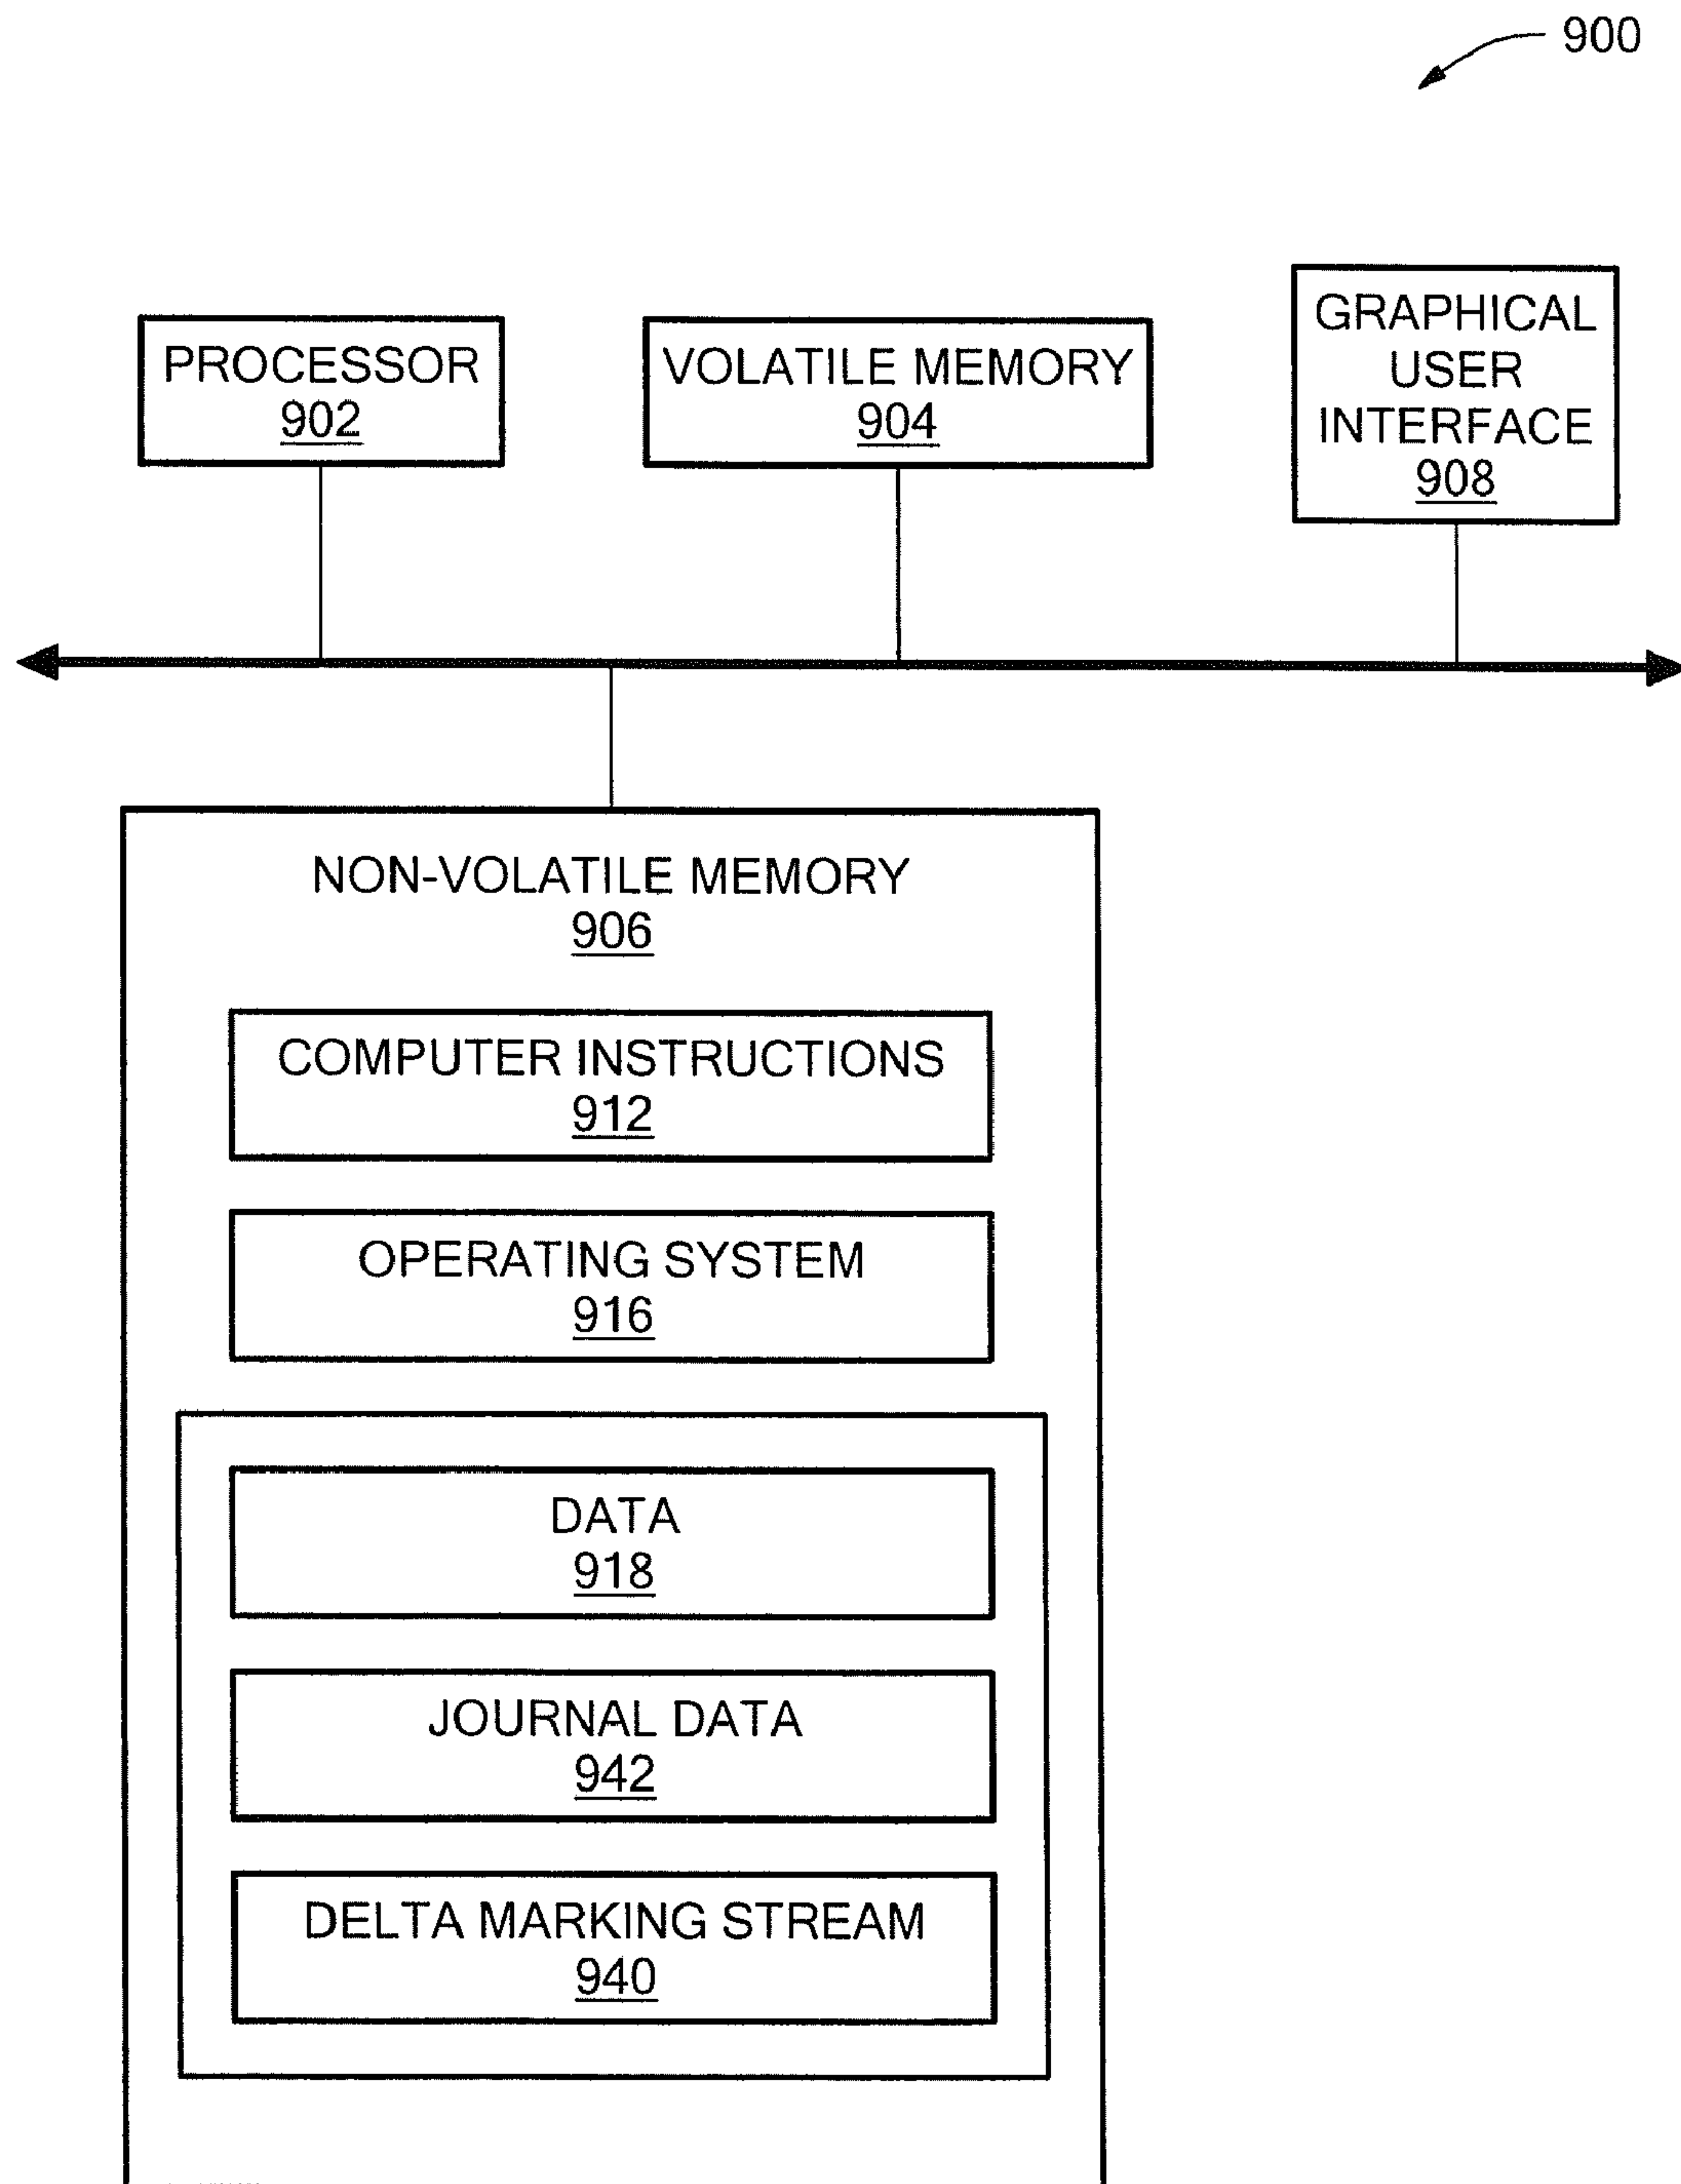 900
PROCESSOR
902
VOLATILE MEMORY
904
GRAPHICAL
USER
INTERFACE
908
NON-VOLATILE MEMORY
906
COMPUTER INSTRUCTIONS
912
OPERATING SYSTEM
916
DATA
918
JOURNAL DATA
942
DELTA MARKING STREAM
940